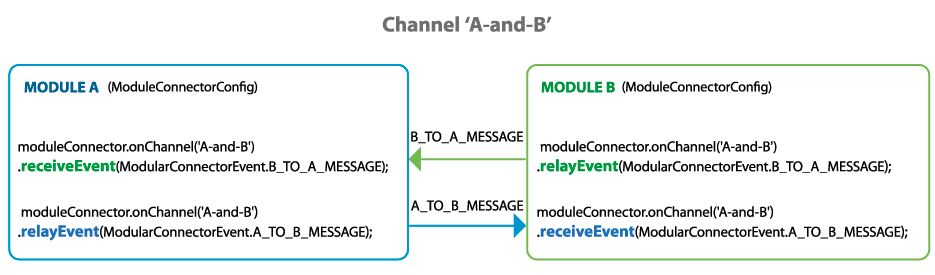 Channel ‘A-and-B’
MODULE A (ModuleConnectorConfig)
moduleConnector.onChannel('A-and-B')
.receiveEvent(ModularConnectorEvent.B_TO_A_MESSAGE);
moduleConnector.onChannel('A-and-B')
.relayEvent(ModularConnectorEvent.A_TO_B_MESSAGE);
B_TO_A_MESSAGE
A_TO_B_MESSAGE
MODULE B (ModuleConnectorConfig)
moduleConnector.onChannel('A-and-B')
.relayEvent(ModularConnectorEvent.B_TO_A_MESSAGE);
moduleConnector.onChannel('A-and-B')
.receiveEvent(ModularConnectorEvent.A_TO_B_MESSAGE);